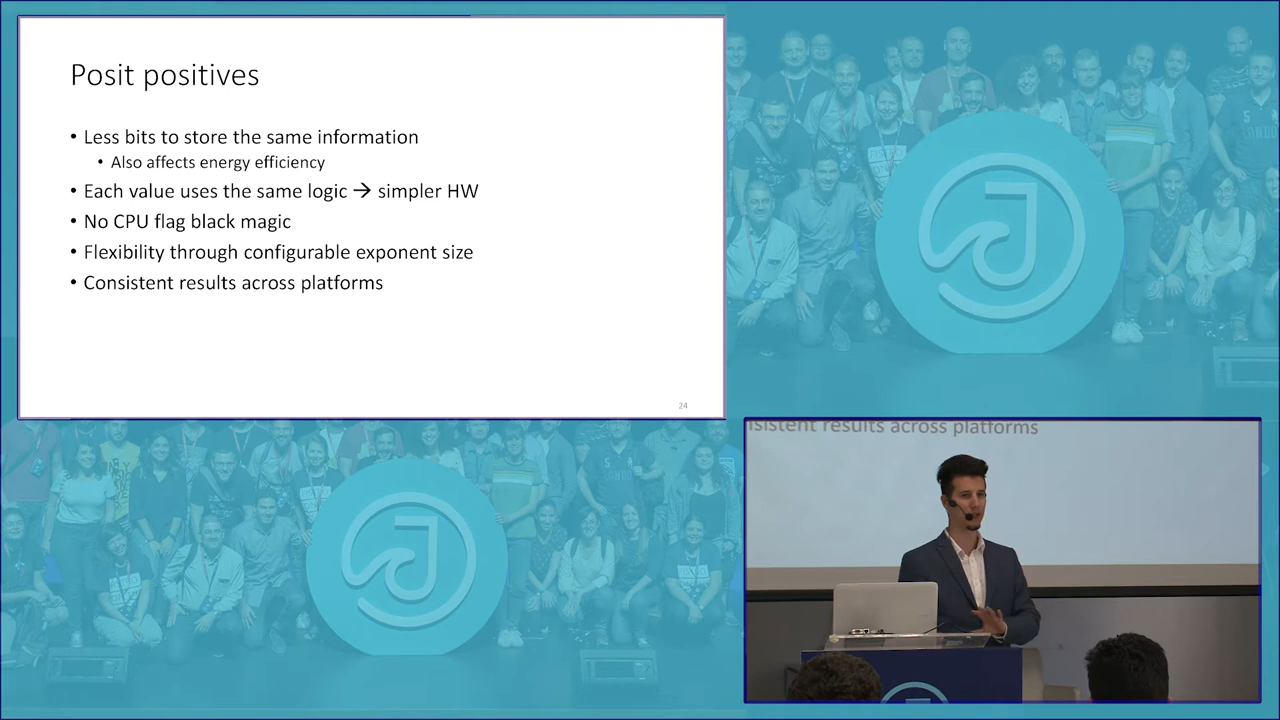 Posit positives
• Less bits to store the same information
• Also affects energy efficiency
• Each value uses the same logic → simpler HW
• No CPU flag black magic
• Flexibility through configurable exponent size
• Consistent results across platforms
24
results across platforms